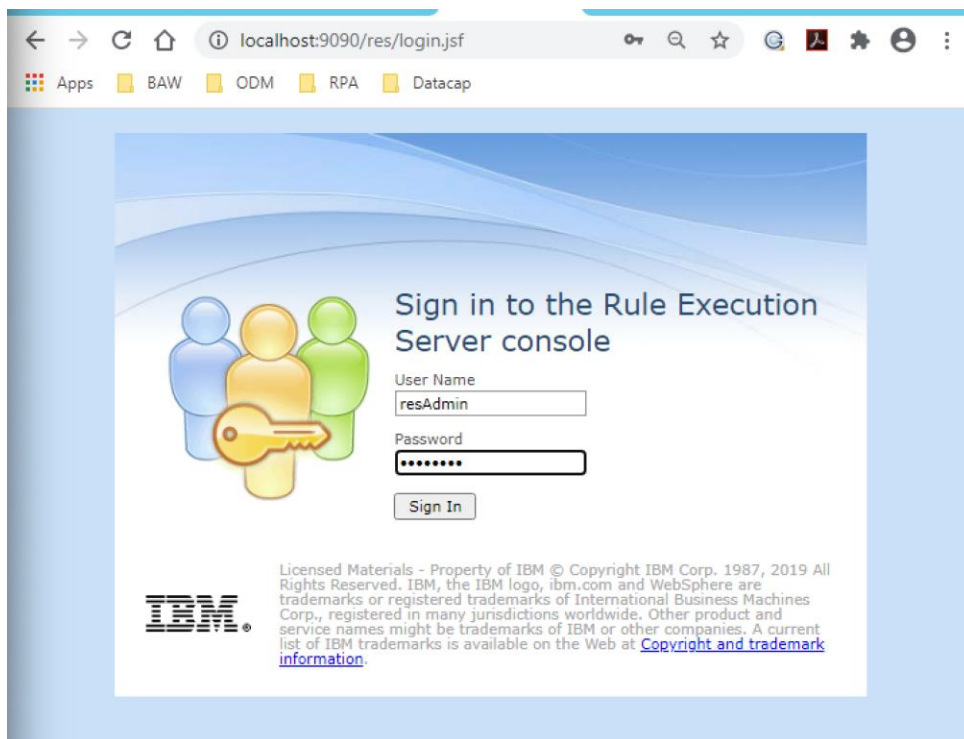 localhost:9090/res/login.jsf
Apps BAW ODM RPA Datacap
Sign in to the Rule Execution
Server console
User Name
resAdmin
Password
••••••••
Sign In
Licensed Materials - Property of IBM © Copyright IBM Corp. 1987, 2019 All
Rights Reserved. IBM, the IBM logo, ibm.com and WebSphere are
trademarks or registered trademarks of International Business Machines
Corp., registered in many jurisdictions worldwide. Other product and
service names might be trademarks of IBM or other companies. A current
list of IBM trademarks is available on the Web at Copyright and trademark
information.
IBM®